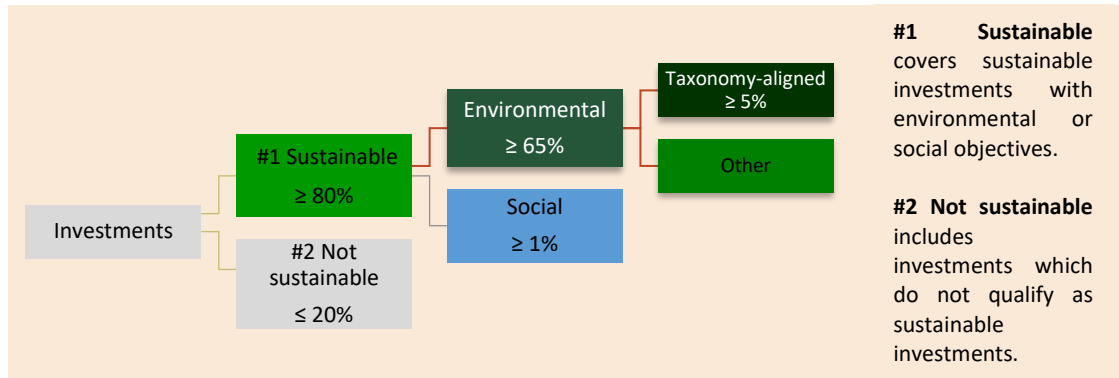 Investments
#1 Sustainable
≥ 80%
#2 Not
sustainable
≤ 20%
Environmental
≥ 65%
Social
≥ 1%
Taxonomy-aligned
≥ 5%
Other
#1 Sustainable
covers sustainable
investments with
environmental or
social objectives.
#2 Not sustainable
includes
investments which
do not qualify as
sustainable
investments.